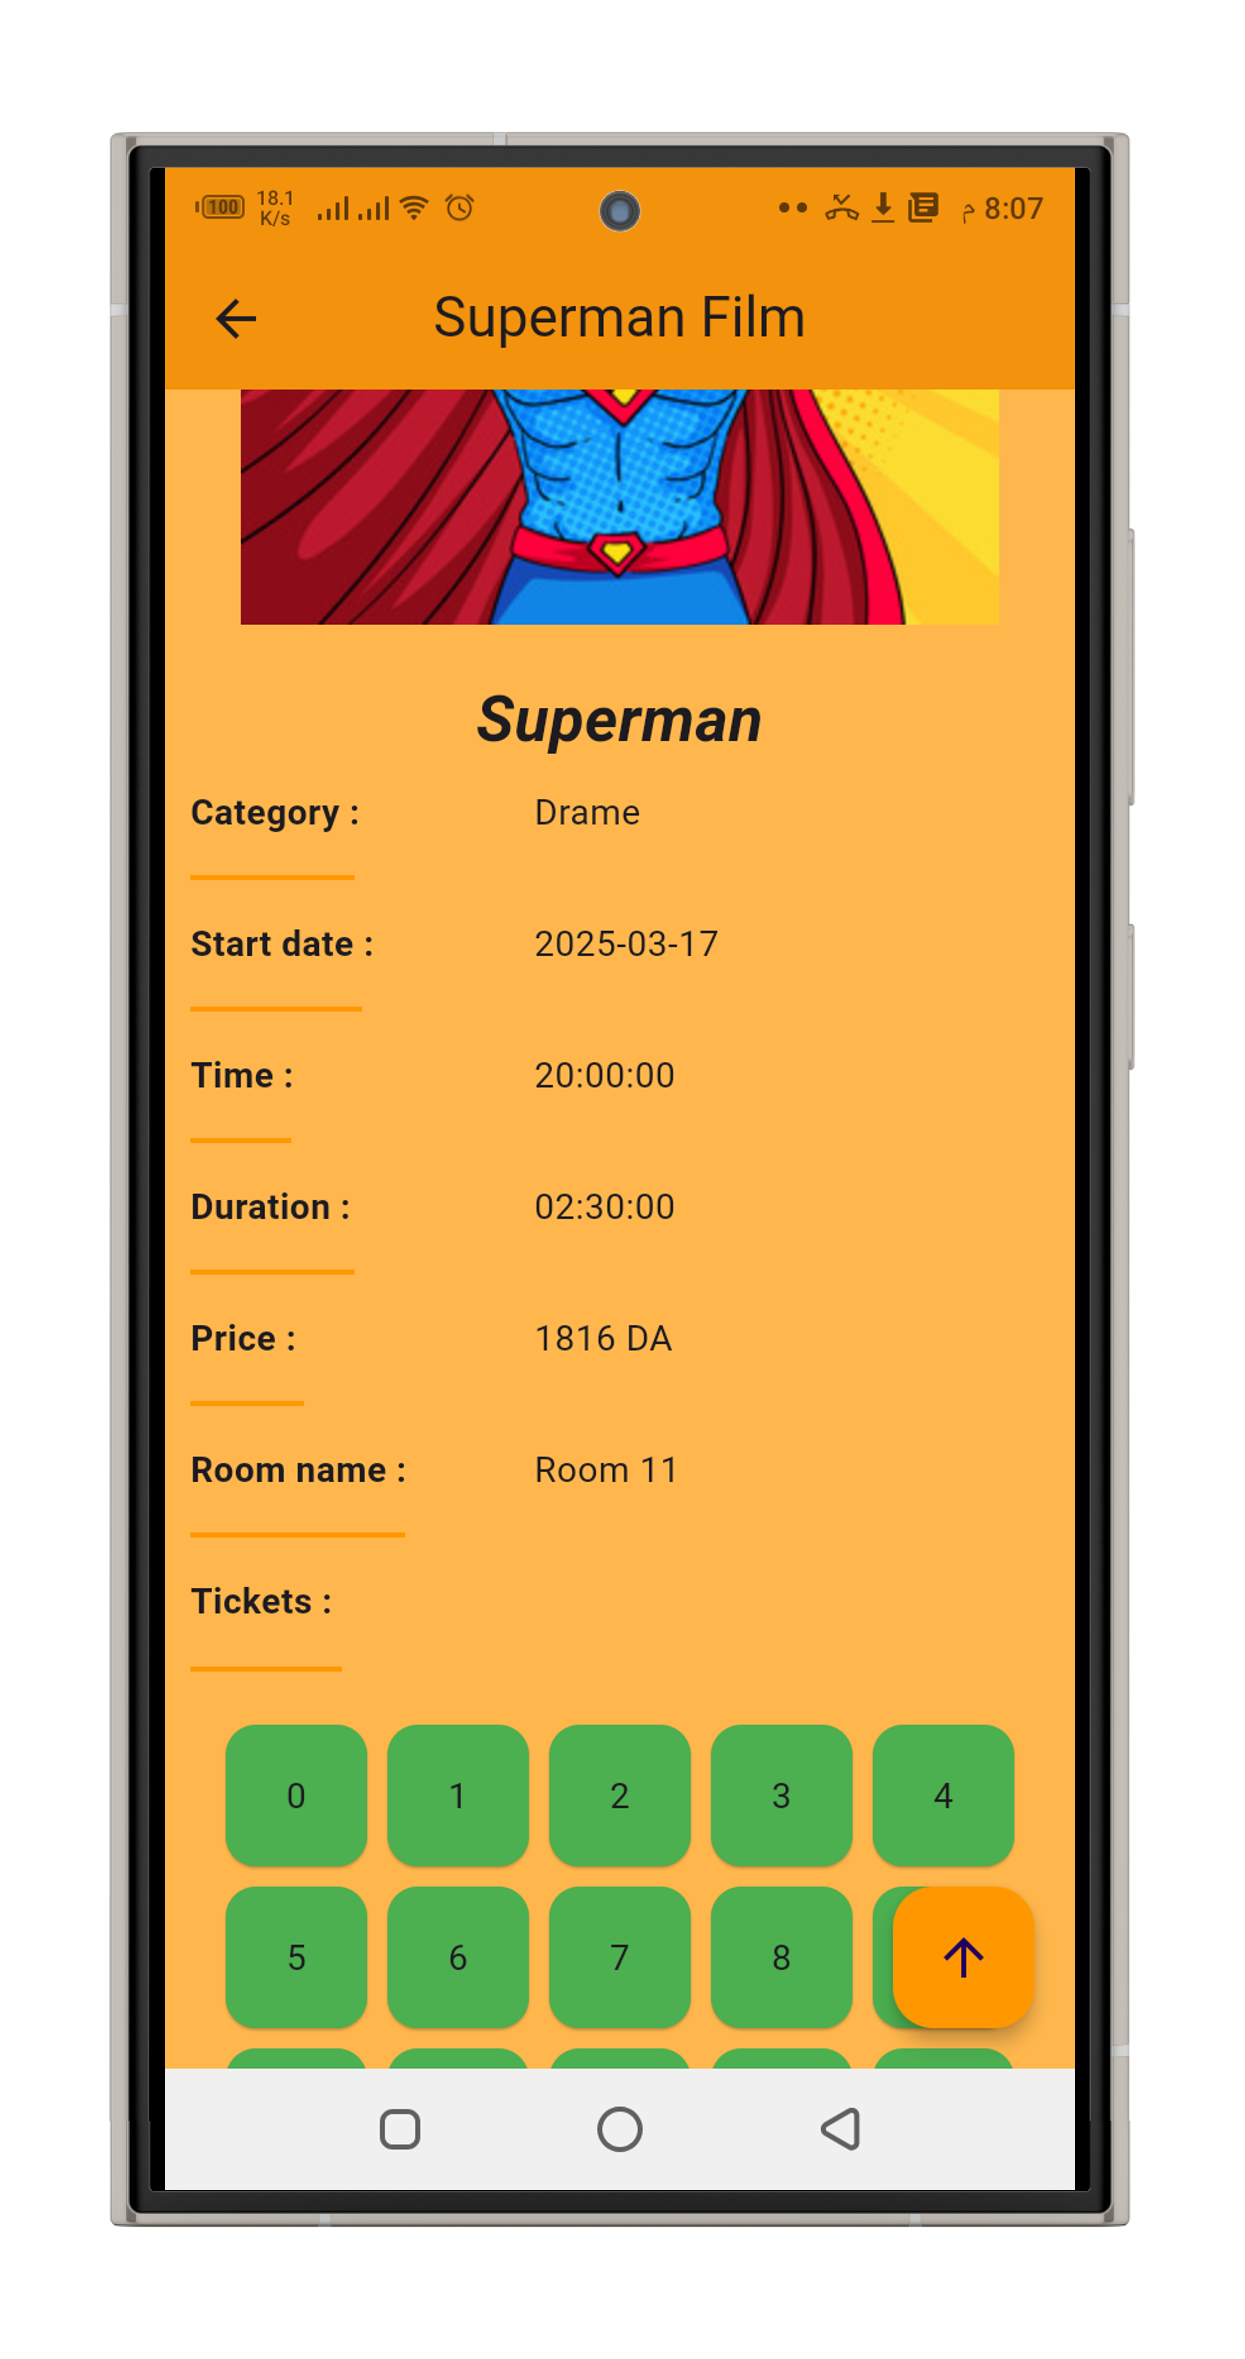 100 18.1 K/s م 8:07
Superman Film
Superman
Category : Drame
Start date : 2025-03-17
Time : 20:00:00
Duration : 02:30:00
Price : 1816 DA
Room name : Room 11
Tickets :
0 1 2 3 4
5 6 7 8